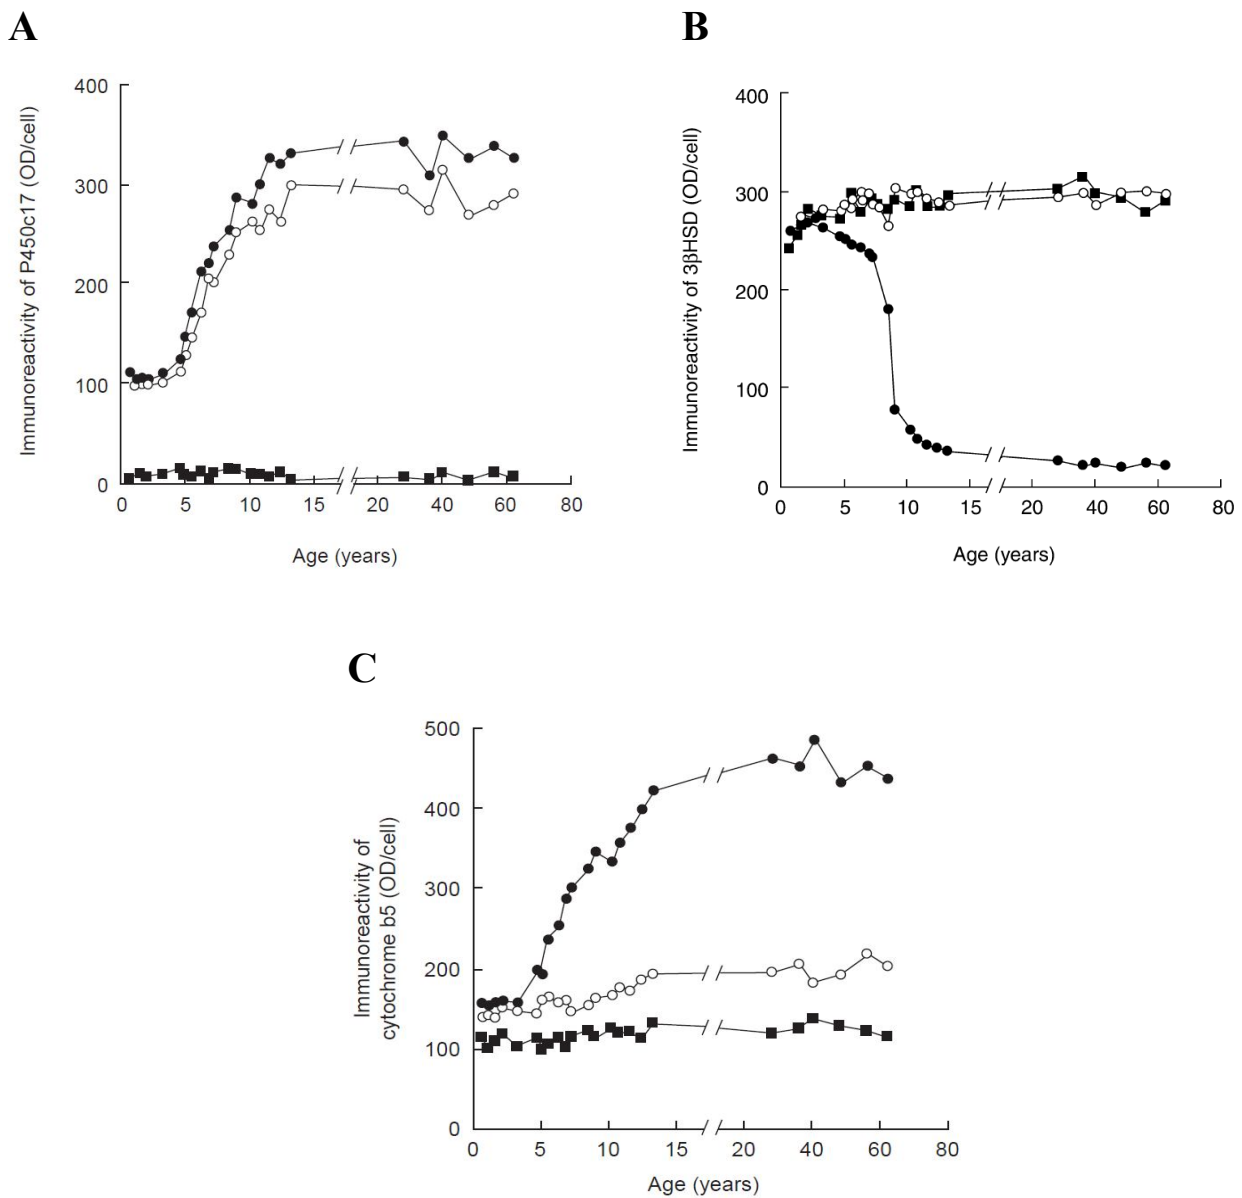 A
B
400
300
200
100
0
Immunoreactivity of P450c17 (OD/cell)
0 5 10 15 20 40 60 80
Age (years)
400
300
200
100
0
Immunoreactivity of 3βHSD (OD/cell)
0 5 10 15 20 40 60 80
Age (years)
C
500
400
300
200
100
0
Immunoreactivity of
cytochrome b5 (OD/cell)
0 5 10 15 20 40 60 80
Age (years)